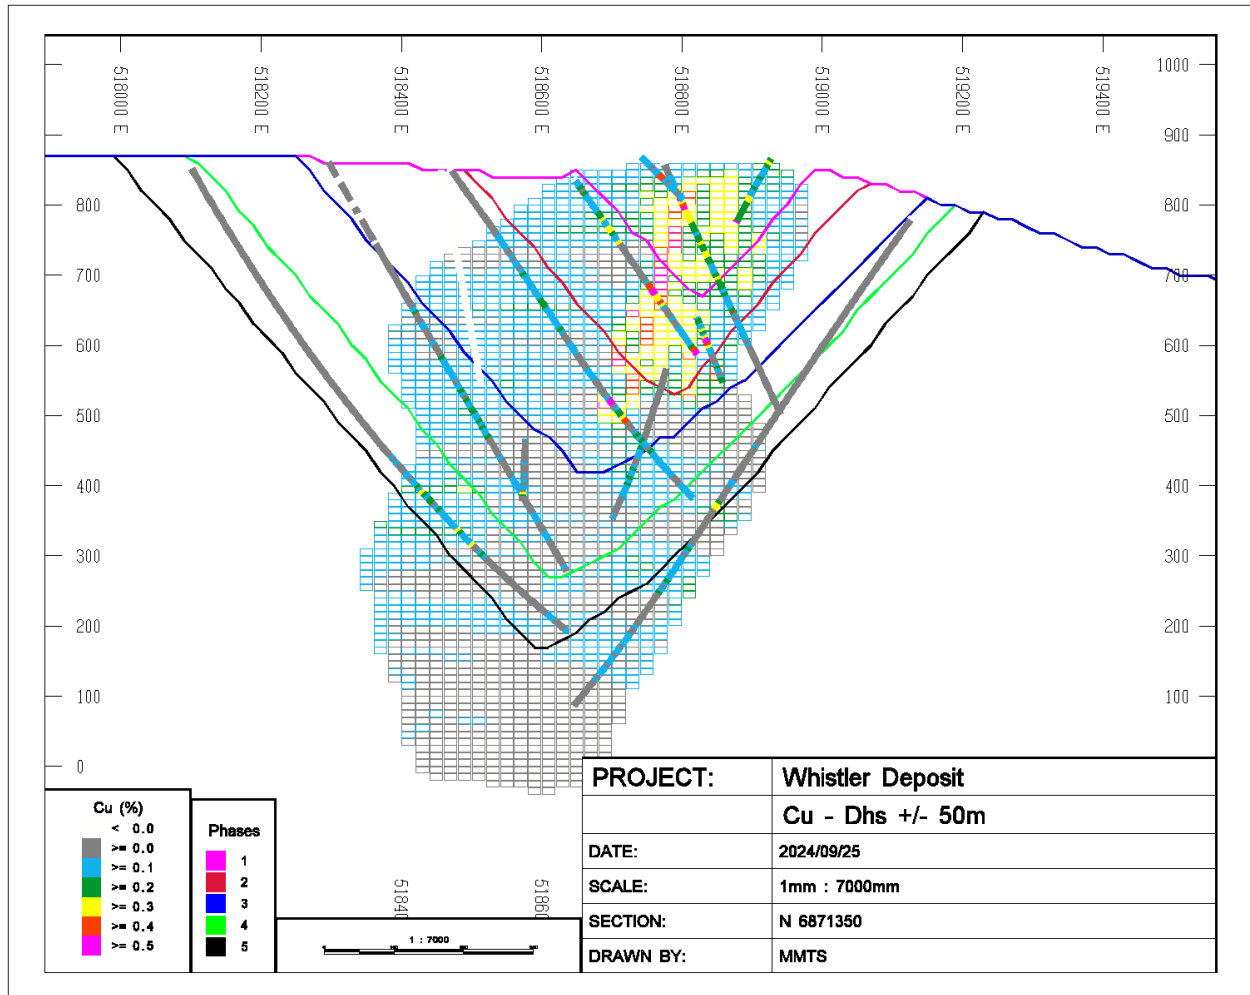 518000 E
518200 E
518400 E
518600 E
518800 E
519000 E
519200 E
519400 E
1000
900
800 800
700 700
600 600
500 500
400 400
300 300
200 200
100 100
0
PROJECT: Whistler Deposit
Cu - Dhs +/- 50m
DATE: 2024/09/25
SCALE: 1mm : 7000mm
SECTION: N 6871350
DRAWN BY: MMTS
Cu (%)
< 0.0
>= 0.0
>= 0.1
>= 0.2
>= 0.3
>= 0.4
>= 0.5
Phases
1
2
3
4
5
51840
51860
1 : 7000